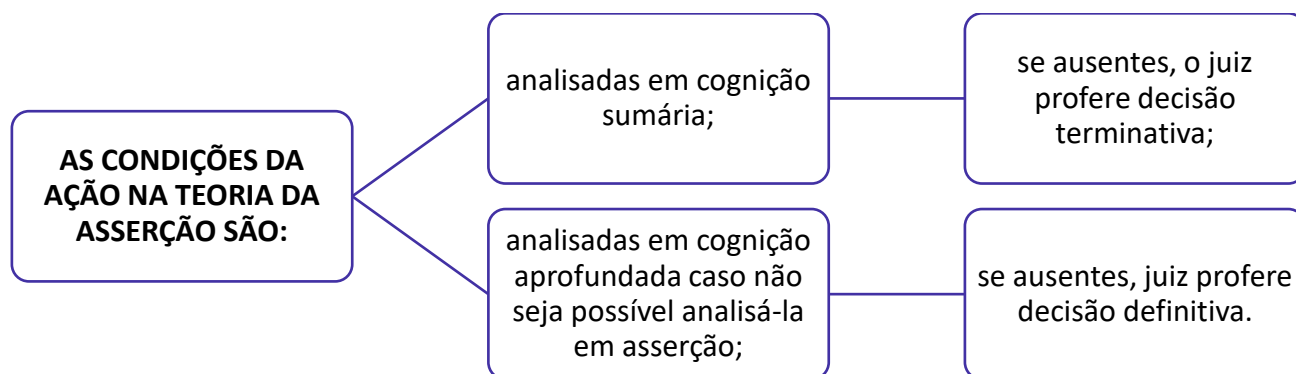 AS CONDIÇÕES DA
AÇÃO NA TEORIA DA
ASSERÇÃO SÃO:
analisadas em cognição
sumária;
se ausentes, o juiz
profere decisão
terminativa;
analisadas em cognição
aprofundada caso não
seja possível analisá-la
em asserção;
se ausentes, juiz profere
decisão definitiva.